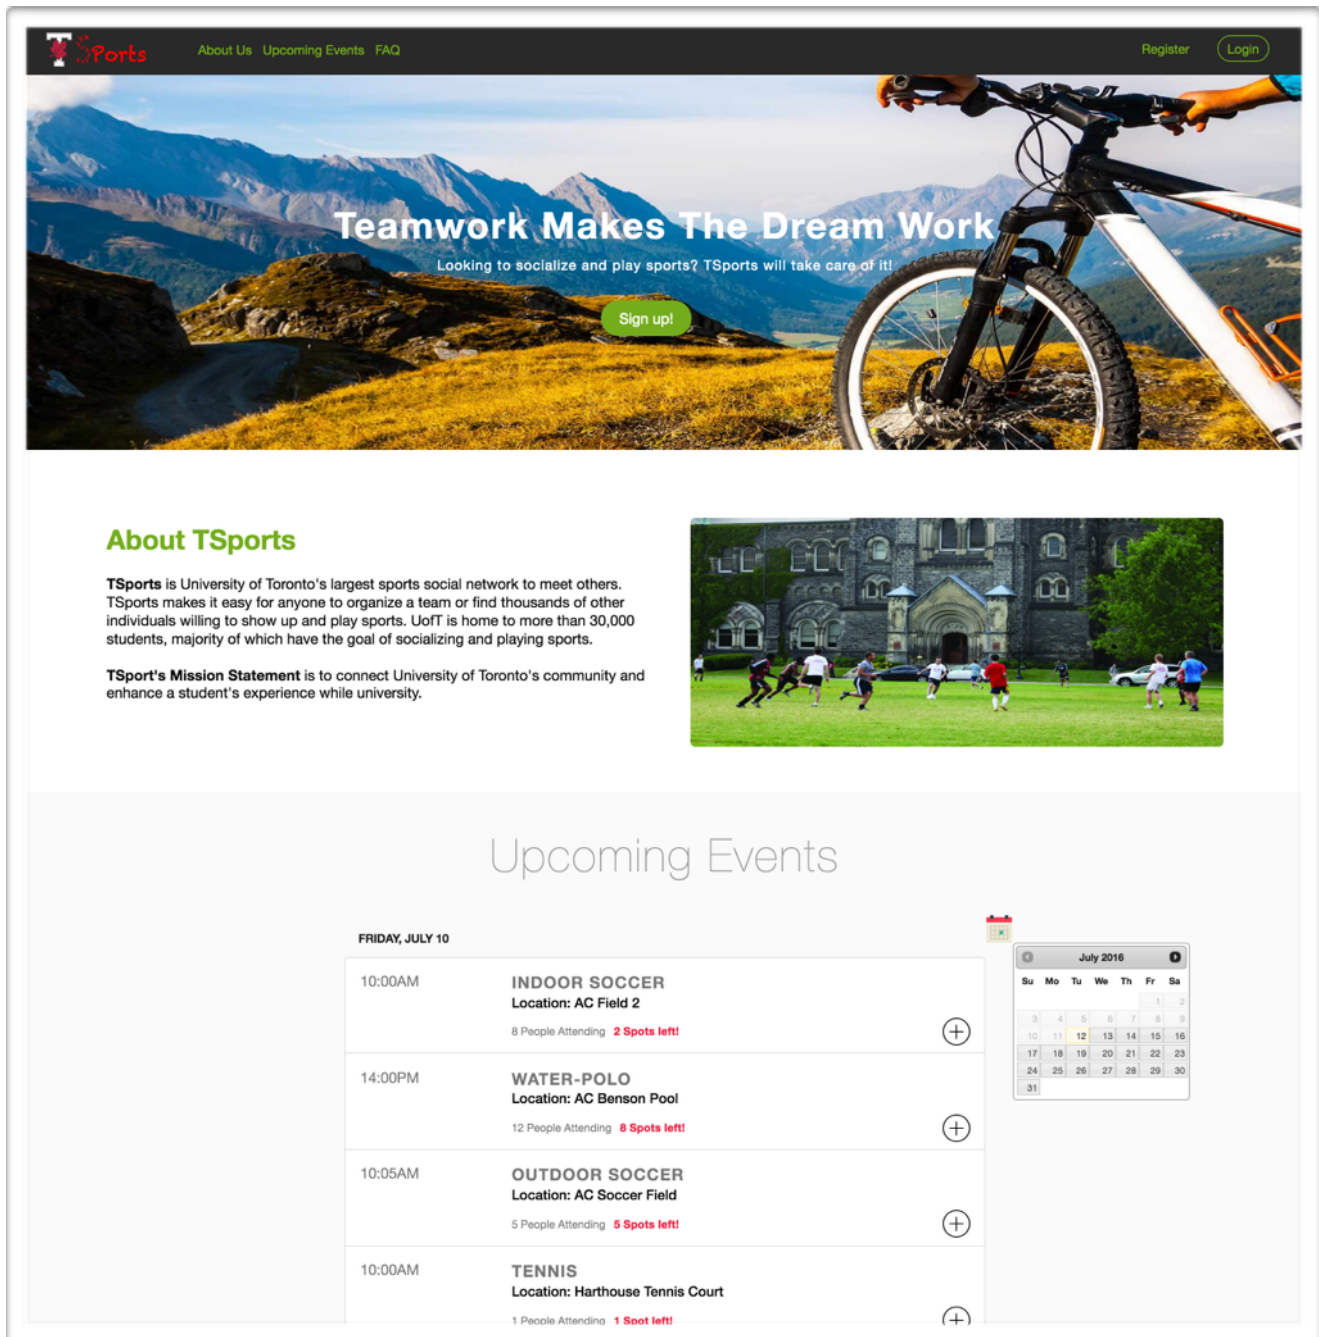 T SPorts
About Us Upcoming Events FAQ
Register Login
Teamwork Makes The Dream Work
Looking to socialize and play sports? TSports will take care of it!
Sign up!
About TSports
TSports is University of Toronto's largest sports social network to meet others.
TSports makes it easy for anyone to organize a team or find thousands of other
individuals willing to show up and play sports. UofT is home to more than 30,000
students, majority of which have the goal of socializing and playing sports.
TSport's Mission Statement is to connect University of Toronto's community and
enhance a student's experience while university.
Upcoming Events
FRIDAY, JULY 10
10:00AM
INDOOR SOCCER
Location: AC Field 2
8 People Attending 2 Spots left!
14:00PM
WATER-POLO
Location: AC Benson Pool
12 People Attending 8 Spots left!
10:05AM
OUTDOOR SOCCER
Location: AC Soccer Field
5 People Attending 5 Spots left!
10:00AM
TENNIS
Location: Harthouse Tennis Court
1 People Attending 1 Spot left!
July 2016
Su Mo Tu We Th Fr Sa
1 2
3 4 5 6 7 8 9
10 11 12 13 14 15 16
17 18 19 20 21 22 23
24 25 26 27 28 29 30
31